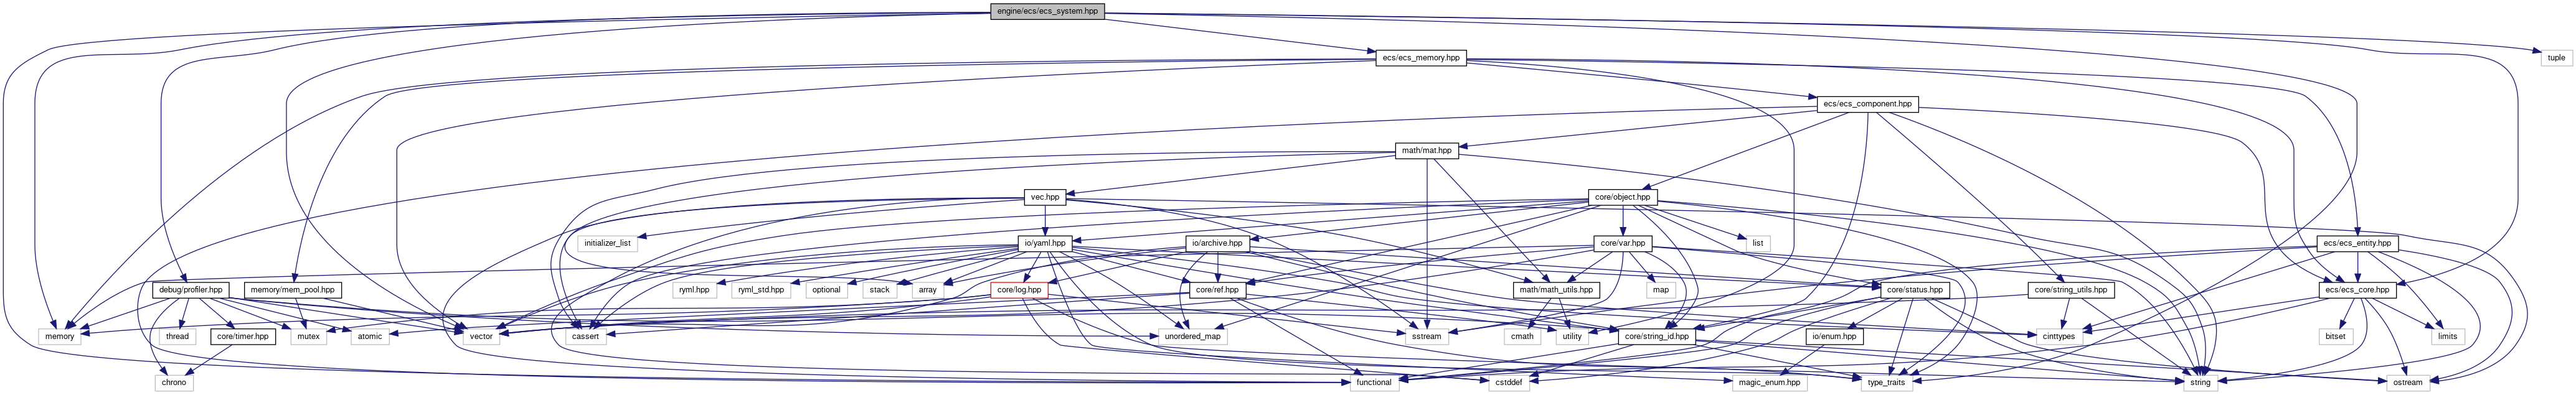 engine/ecs/ecs_system.hpp
ecs/ecs_memory.hpp
tuple
ecs/ecs_component.hpp
math/mat.hpp
vec.hpp
core/object.hpp
initializer_list
io/yaml.hpp
io/archive.hpp
core/var.hpp
list
ecs/ecs_entity.hpp
debug/profiler.hpp
memory/mem_pool.hpp
ryml.hpp
ryml_std.hpp
optional
stack
array
core/log.hpp
core/ref.hpp
math/math_utils.hpp
map
core/status.hpp
core/string_utils.hpp
ecs/ecs_core.hpp
memory
thread
core/timer.hpp
mutex
atomic
vector
cassert
unordered_map
sstream
cmath
utility
core/string_id.hpp
io/enum.hpp
cinttypes
bitset
limits
chrono
functional
cstddef
magic_enum.hpp
type_traits
string
ostream